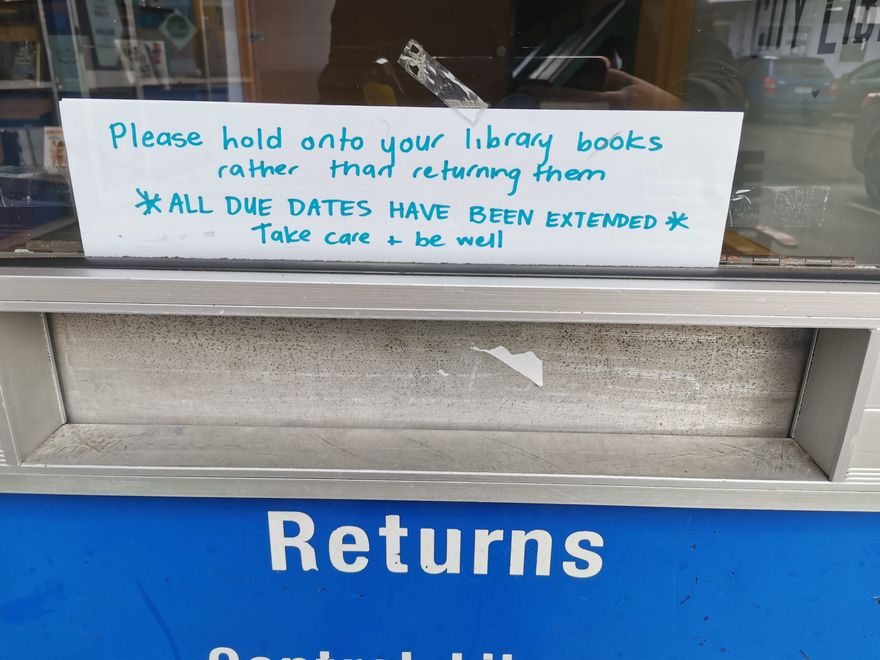 Please hold onto your library books
rather than returning them
*ALL DUE DATES HAVE BEEN EXTENDED*
Take care + be well
Returns